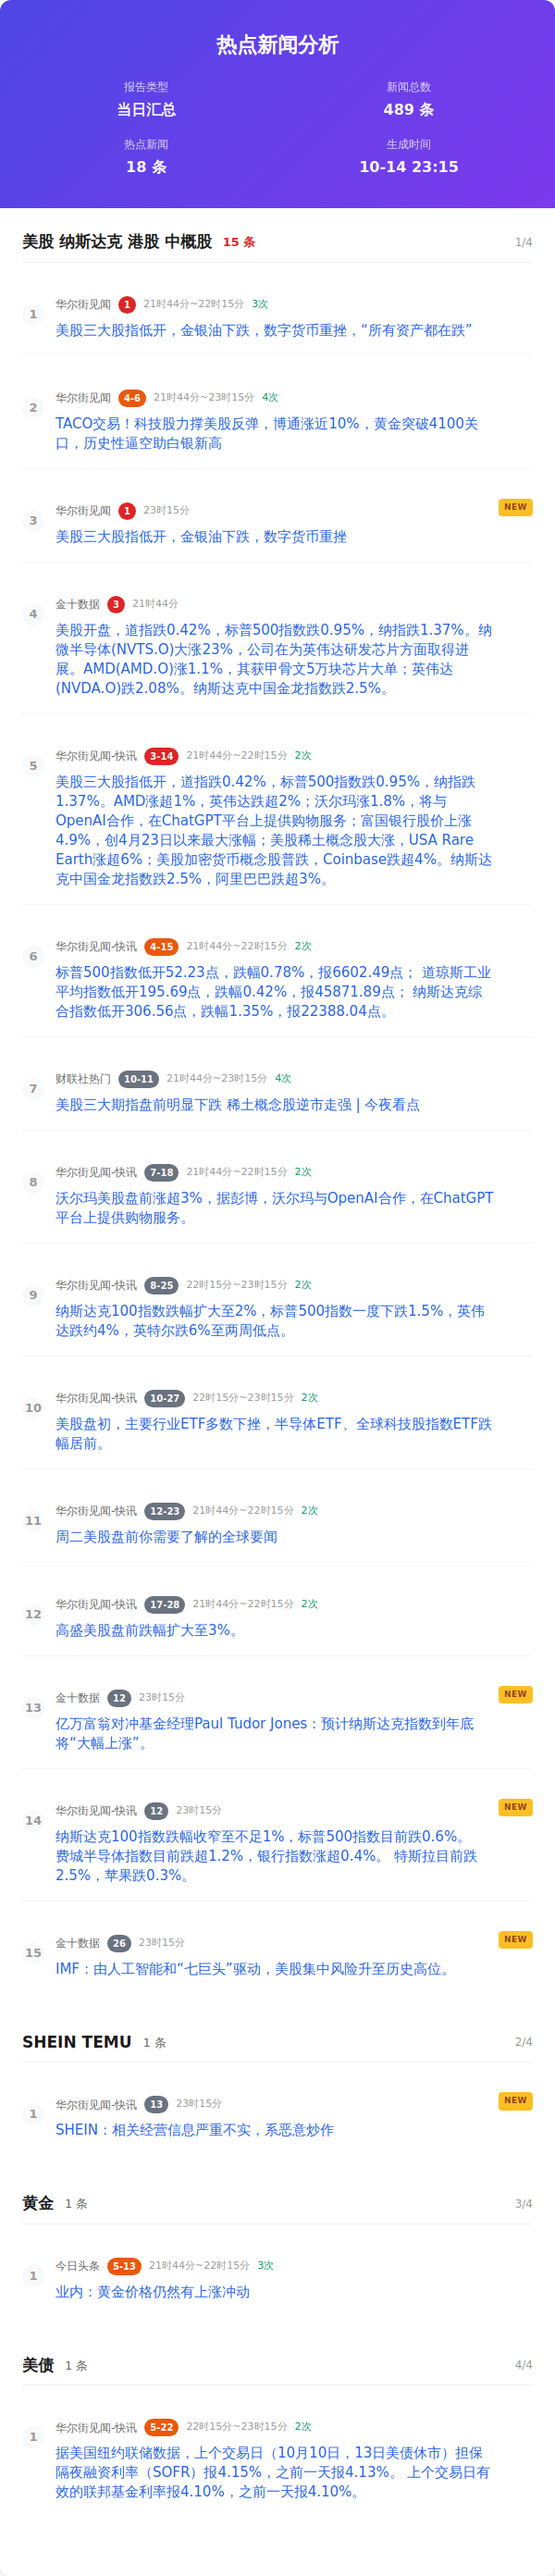 热点新闻分析
报告类型
当日汇总
新闻总数
489 条
热点新闻
18 条
生成时间
10-14 23:15
美股 纳斯达克 港股 中概股 15 条 1/4
1
华尔街见闻 1 21时44分~22时15分 3次
美股三大股指低开，金银油下跌，数字货币重挫，“所有资产都在跌”
2
华尔街见闻 4-6 21时44分~23时15分 4次
TACO交易！科技股力撑美股反弹，博通涨近10%，黄金突破4100关
口，历史性逼空助白银新高
3
华尔街见闻 1 23时15分 NEW
美股三大股指低开，金银油下跌，数字货币重挫
4
金十数据 3 21时44分
美股开盘，道指跌0.42%，标普500指数跌0.95%，纳指跌1.37%。纳
微半导体(NVTS.O)大涨23%，公司在为英伟达研发芯片方面取得进
展。AMD(AMD.O)涨1.1%，其获甲骨文5万块芯片大单；英伟达
(NVDA.O)跌2.08%。纳斯达克中国金龙指数跌2.5%。
5
华尔街见闻-快讯 3-14 21时44分~22时15分 2次
美股三大股指低开，道指跌0.42%，标普500指数跌0.95%，纳指跌
1.37%。AMD涨超1%，英伟达跌超2%；沃尔玛涨1.8%，将与
OpenAI合作，在ChatGPT平台上提供购物服务；富国银行股价上涨
4.9%，创4月23日以来最大涨幅；美股稀土概念股大涨，USA Rare
Earth涨超6%；美股加密货币概念股普跌，Coinbase跌超4%。纳斯达
克中国金龙指数跌2.5%，阿里巴巴跌超3%。
6
华尔街见闻-快讯 4-15 21时44分~22时15分 2次
标普500指数低开52.23点，跌幅0.78%，报6602.49点； 道琼斯工业
平均指数低开195.69点，跌幅0.42%，报45871.89点； 纳斯达克综
合指数低开306.56点，跌幅1.35%，报22388.04点。
7
财联社热门 10-11 21时44分~23时15分 4次
美股三大期指盘前明显下跌 稀土概念股逆市走强 | 今夜看点
8
华尔街见闻-快讯 7-18 21时44分~22时15分 2次
沃尔玛美股盘前涨超3%，据彭博，沃尔玛与OpenAI合作，在ChatGPT
平台上提供购物服务。
9
华尔街见闻-快讯 8-25 22时15分~23时15分 2次
纳斯达克100指数跌幅扩大至2%，标普500指数一度下跌1.5%，英伟
达跌约4%，英特尔跌6%至两周低点。
10
华尔街见闻-快讯 10-27 22时15分~23时15分 2次
美股盘初，主要行业ETF多数下挫，半导体ETF、全球科技股指数ETF跌
幅居前。
11
华尔街见闻-快讯 12-23 21时44分~22时15分 2次
周二美股盘前你需要了解的全球要闻
12
华尔街见闻-快讯 17-28 21时44分~22时15分 2次
高盛美股盘前跌幅扩大至3%。
13
金十数据 12 23时15分 NEW
亿万富翁对冲基金经理Paul Tudor Jones：预计纳斯达克指数到年底
将“大幅上涨”。
14
华尔街见闻-快讯 12 23时15分 NEW
纳斯达克100指数跌幅收窄至不足1%，标普500指数目前跌0.6%。
费城半导体指数目前跌超1.2%，银行指数涨超0.4%。 特斯拉目前跌
2.5%，苹果跌0.3%。
15
金十数据 26 23时15分 NEW
IMF：由人工智能和“七巨头”驱动，美股集中风险升至历史高位。
SHEIN TEMU 1 条 2/4
1
华尔街见闻-快讯 13 23时15分 NEW
SHEIN：相关经营信息严重不实，系恶意炒作
黄金 1 条 3/4
1
今日头条 5-13 21时44分~22时15分 3次
业内：黄金价格仍然有上涨冲动
美债 1 条 4/4
1
华尔街见闻-快讯 5-22 22时15分~23时15分 2次
据美国纽约联储数据，上个交易日（10月10日，13日美债休市）担保
隔夜融资利率（SOFR）报4.15%，之前一天报4.13%。 上个交易日有
效的联邦基金利率报4.10%，之前一天报4.10%。